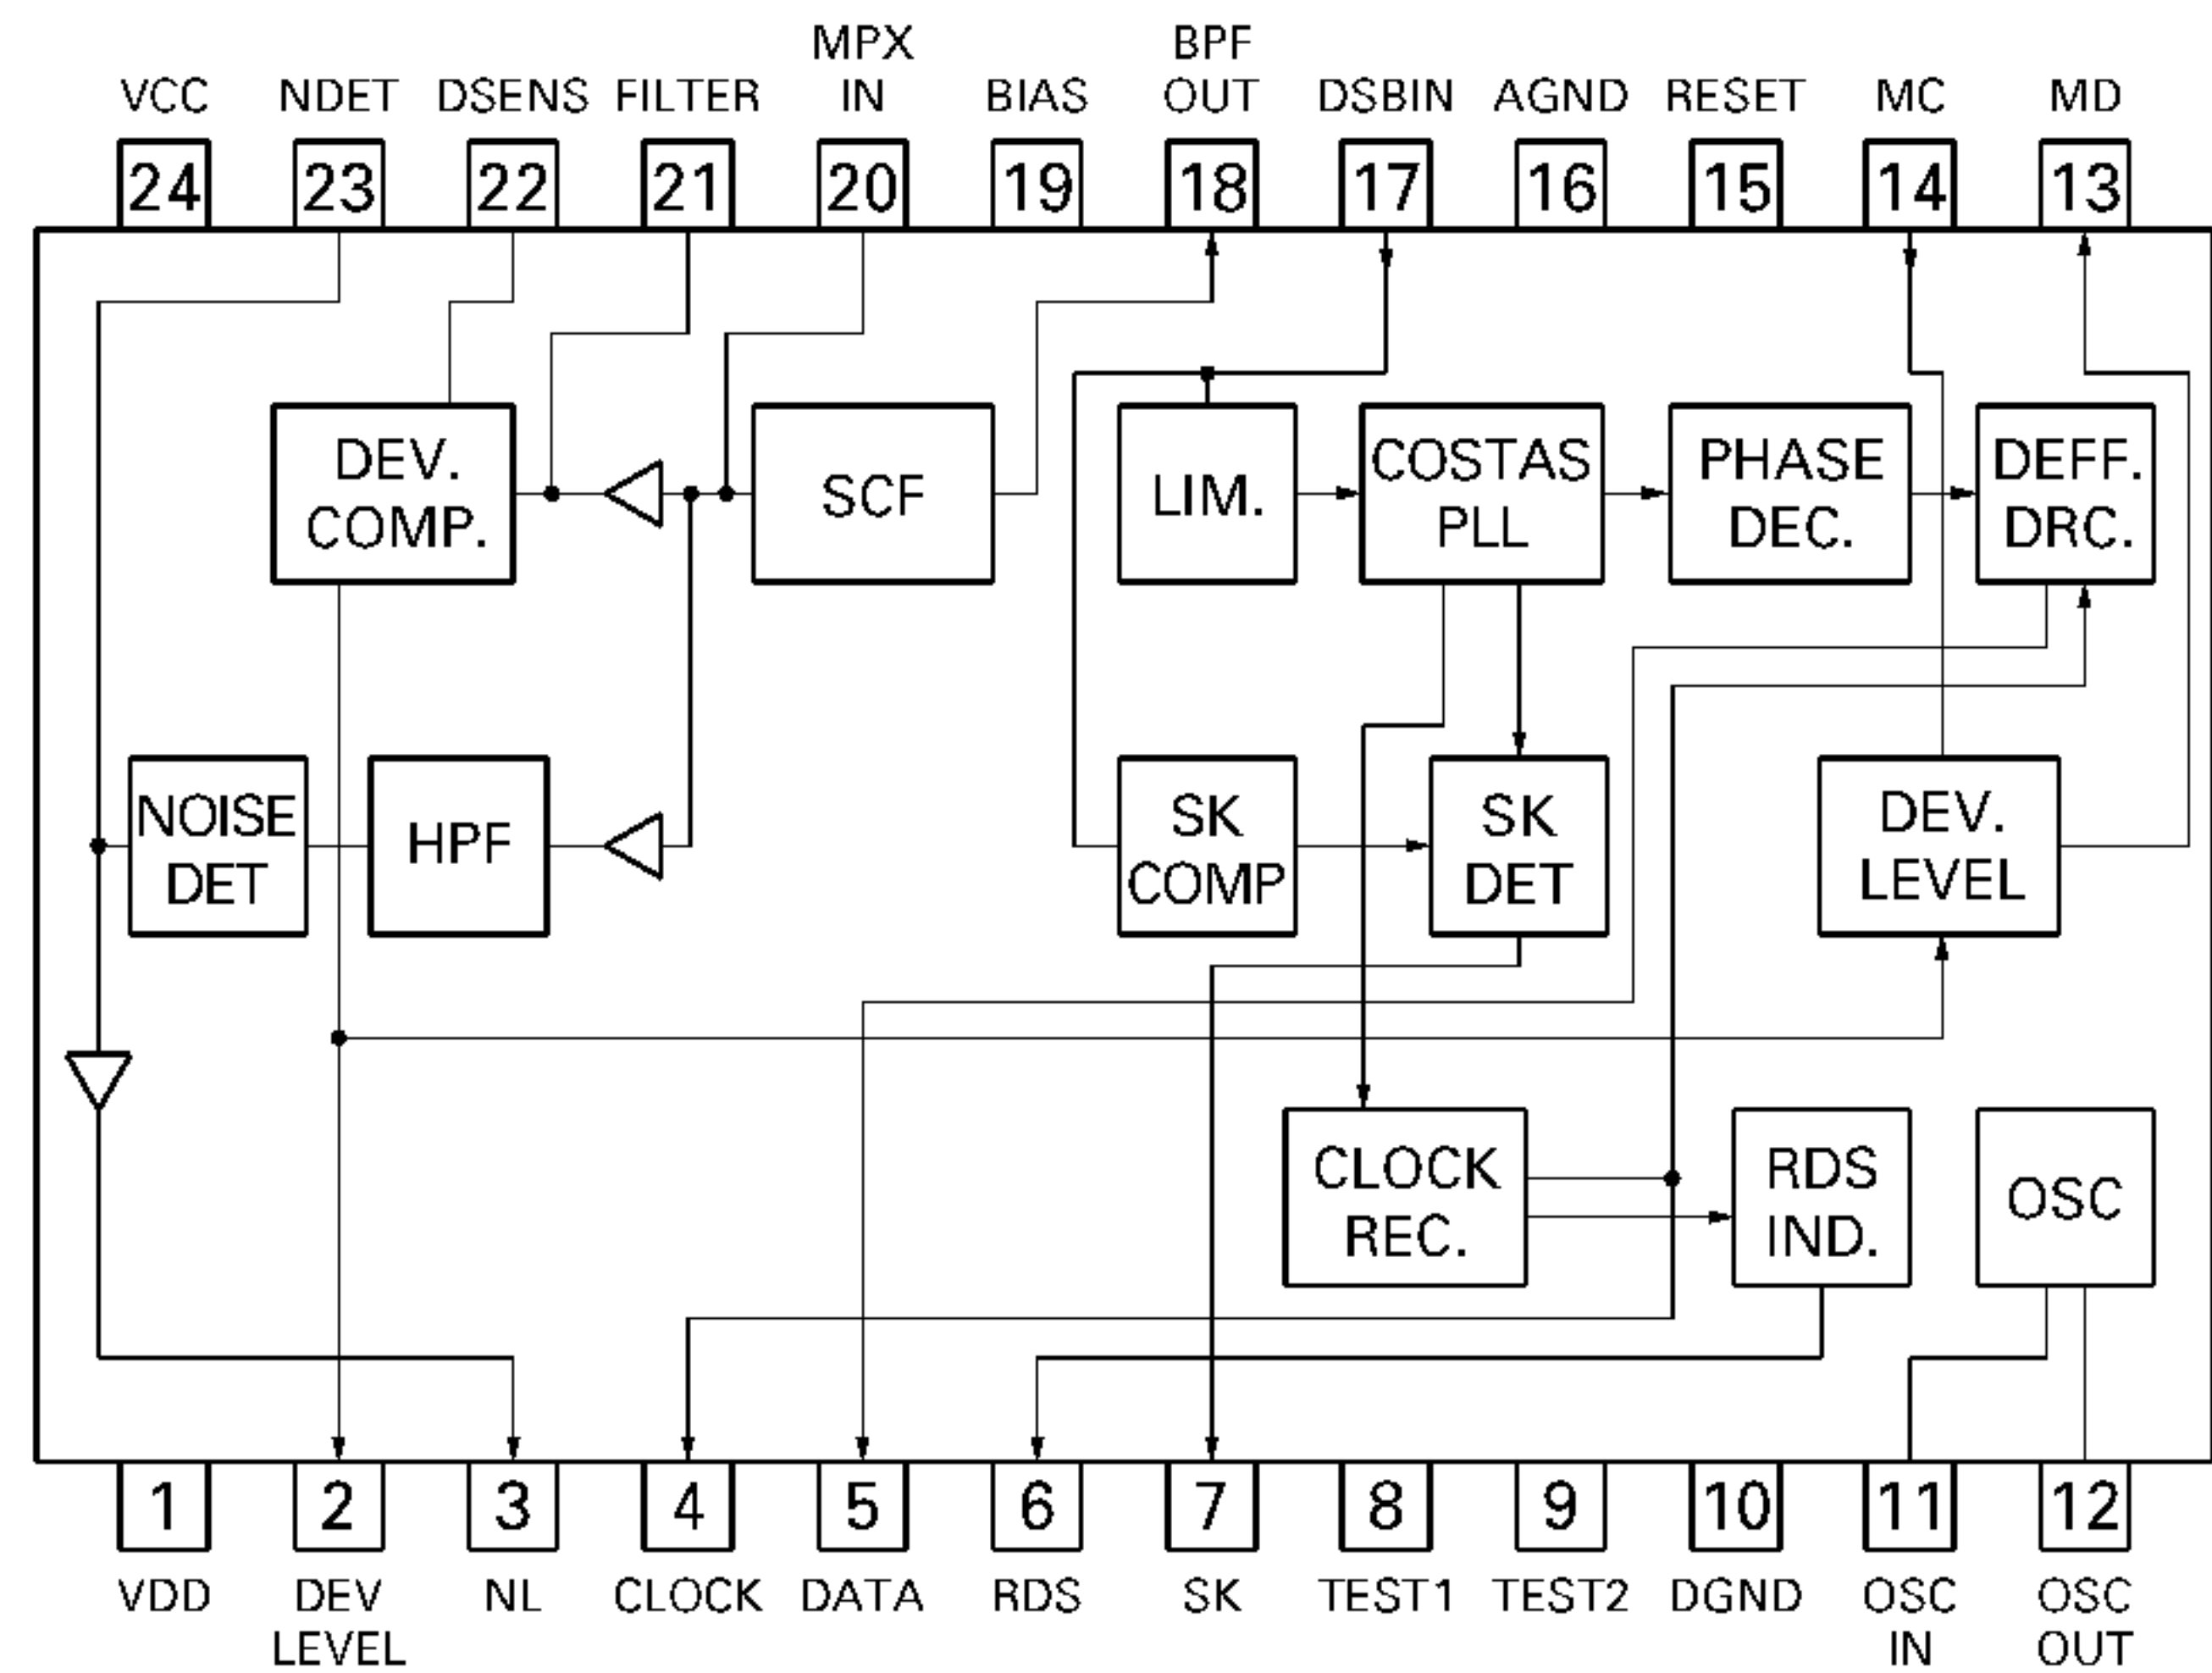 MPX BPF
VCC NDET DSENS FILTER IN BIAS OUT DSBIN AGND RESET MC MD
24 23 22 21 20 19 18 17 16 15 14 13
DEV. COSTAS PHASE DEFF.
SCF LIM.
COMP. PLL DEC. DRC.
NOISE SK SK DEV.
HPF
DET COMP DET LEVEL
CLOCK RDS
OSC
REC. IND.
1 2 3 4 5 6 7 8 9 10 11 12
VDD DEV NL CLOCK DATA RDS SK TEST1 TEST2 DGND OSC OSC
LEVEL IN OUT